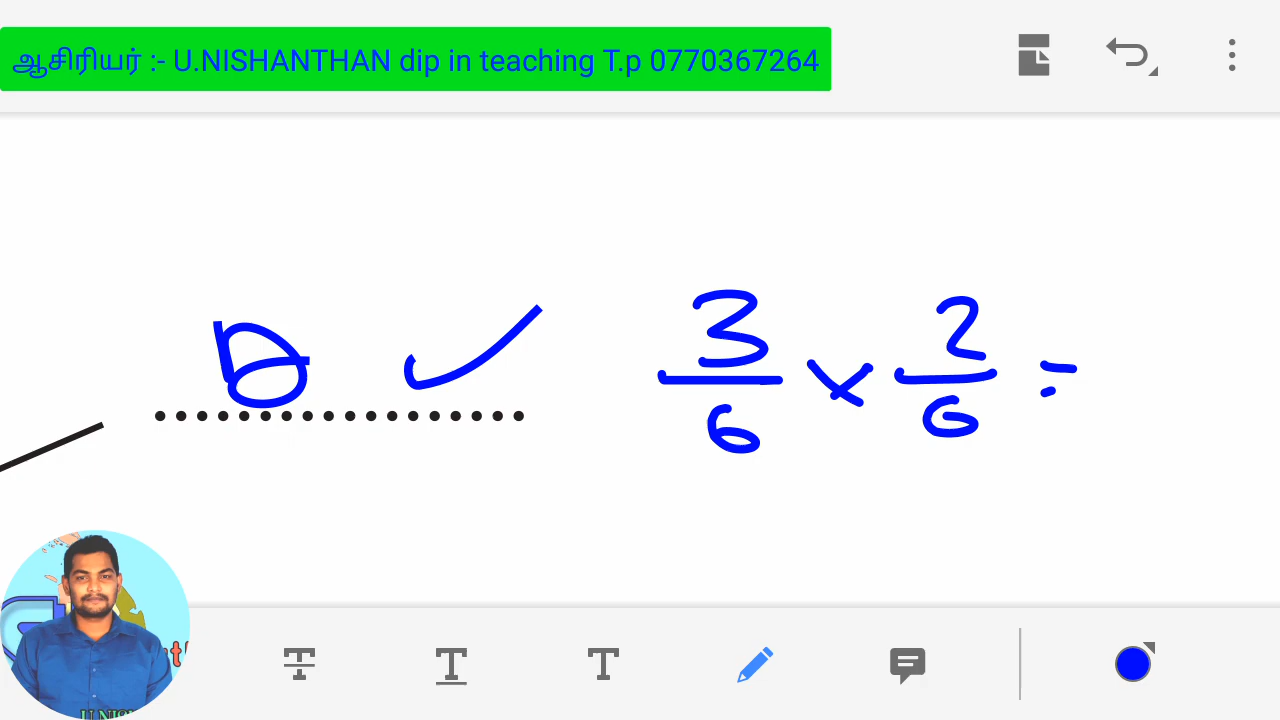 ஆசிரியர் :- U.NISHANTHAN dip in teaching T.p 0770367264
B
3/6 × 2/6 =